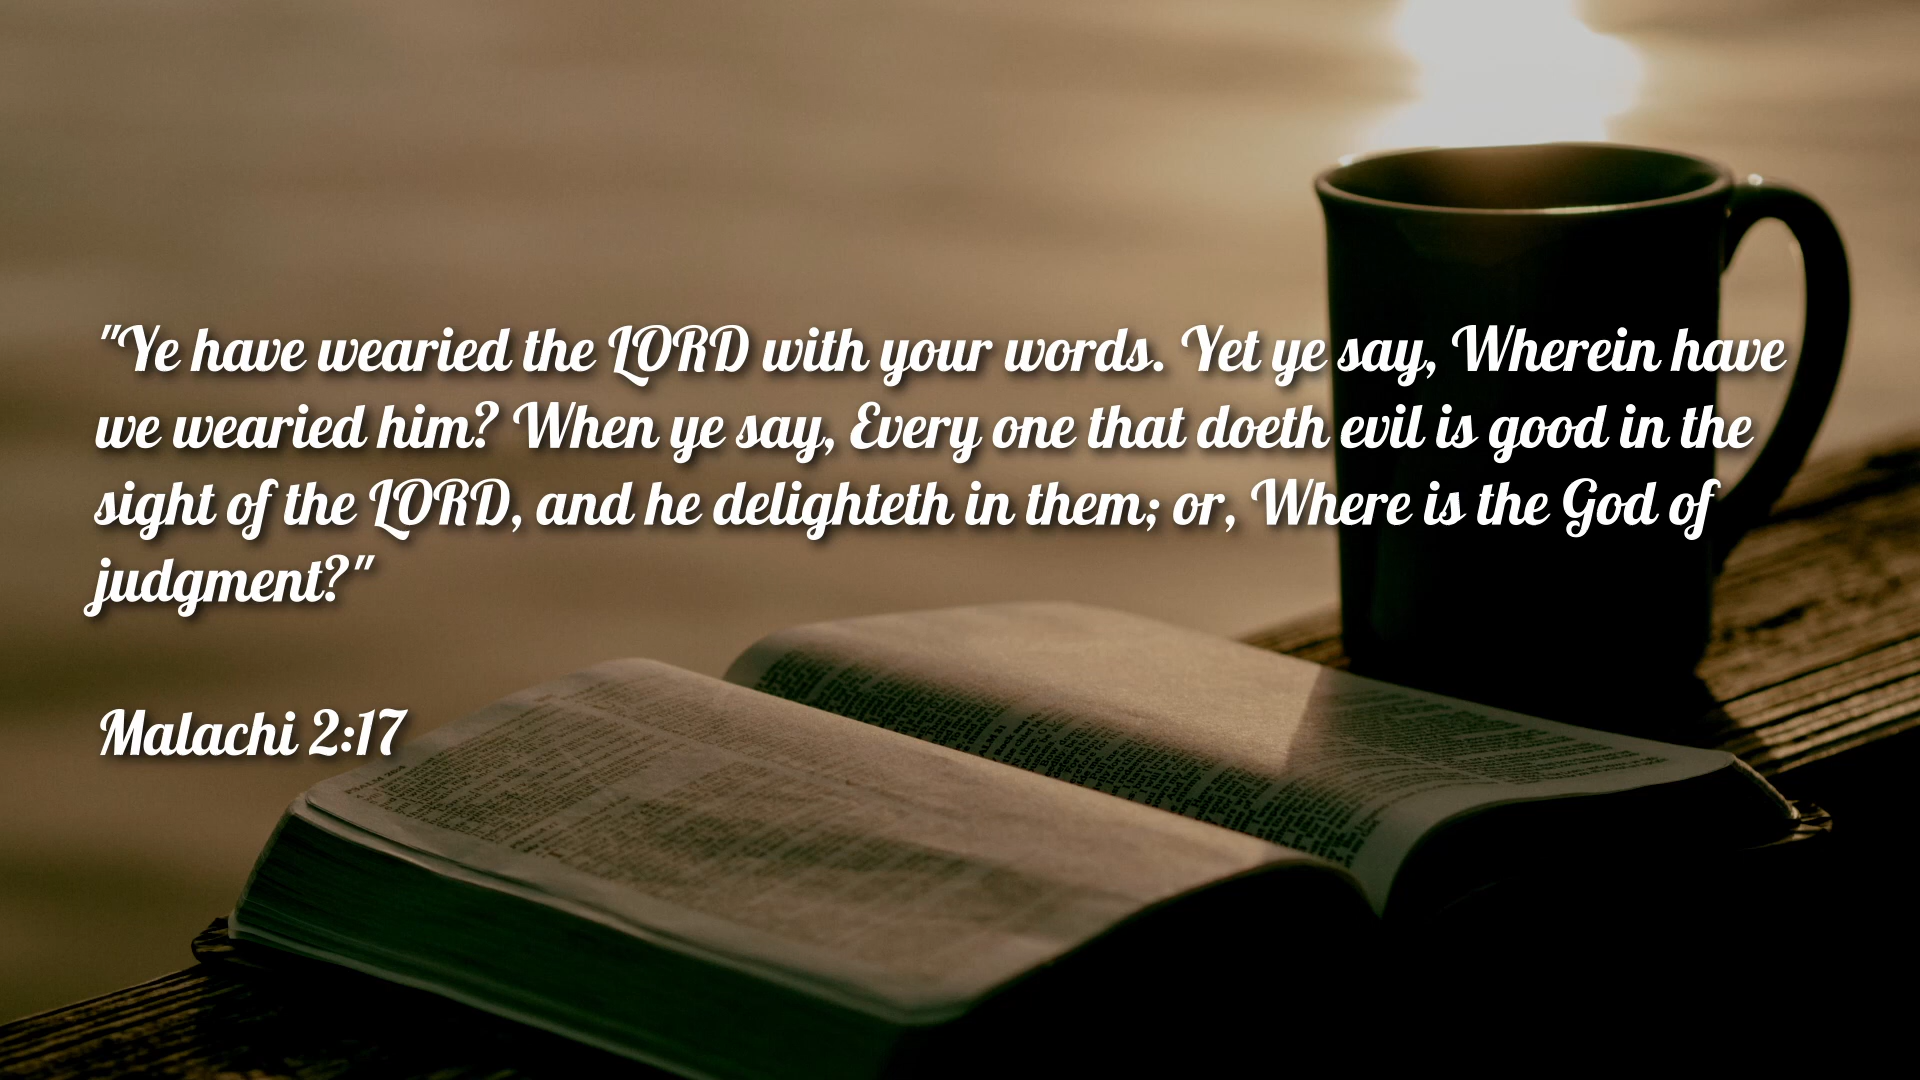 "Ye have wearied the LORD with your words. Yet ye say, Wherein have
we wearied him? When ye say, Every one that doeth evil is good in the
sight of the LORD, and he delighteth in them; or, Where is the God of
judgment?"
Malachi 2:17